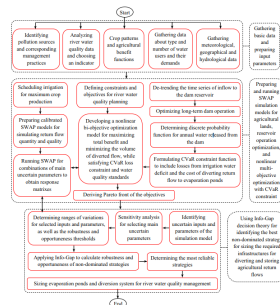 Start
Identifying
pollution sources
and corresponding
management
practices
Analyzing
river water quality
data and
choosing an
indicator
Crop patterns
and agricultural
benefit
functions
Gathering data
about type and
number of water
users and their
demands
Gathering
meteorological,
geographical and
hydrological data
Gathering
basic data
and
preparing
input
parameters
Scheduling irrigation
for maximum crop
production
Preparing calibrated
SWAP models for
simulating return flow
quantity and quality
Running SWAP for
combinations of main
uncertain parameters
to obtain response
matrices
Defining constraints and
objectives for river water
quality planning
Developing a nonlinear
bi-objective optimization
model for maximizing
total benefit and
minimizing the volume
of diverted flow, while
satisfying CVaR loss
constraint and water
quality standards
De-trending the time series of inflow to
the dam reservoir
Optimizing long-term dam operation
Determining discrete probability
function for annual water released from the
dam
Formulating CVaR constraint function
to include losses from irrigation water
deficit and the cost of diverting return flow
to evaporation ponds
Preparing and
running SWAP
simulation models
for agricultural
lands, reservoir
operation
optimization, and
nonlinear multi-
objective
optimization with
CVaR constraint
Deriving Pareto front of the objectives
Determining ranges of variations
for selected inputs and parameters
as well as the robustness and
opportuneness thresholds
Sensitivity analysis
for selecting main
uncertain
parameters
Identifying
uncertain inputs and
parameters of the
simulation model
Applying Info-Gap to calculate robustness and
opportuneness of non-dominated strategies
Determining the most reliable
strategies
Sizing evaporation ponds and diversion system for river water quality management
Using Info-Gap
decision theory for
identifying the best
non-dominated strategy
for sizing the required
infrastructures for
diverting and storing
agricultural return
flows
End